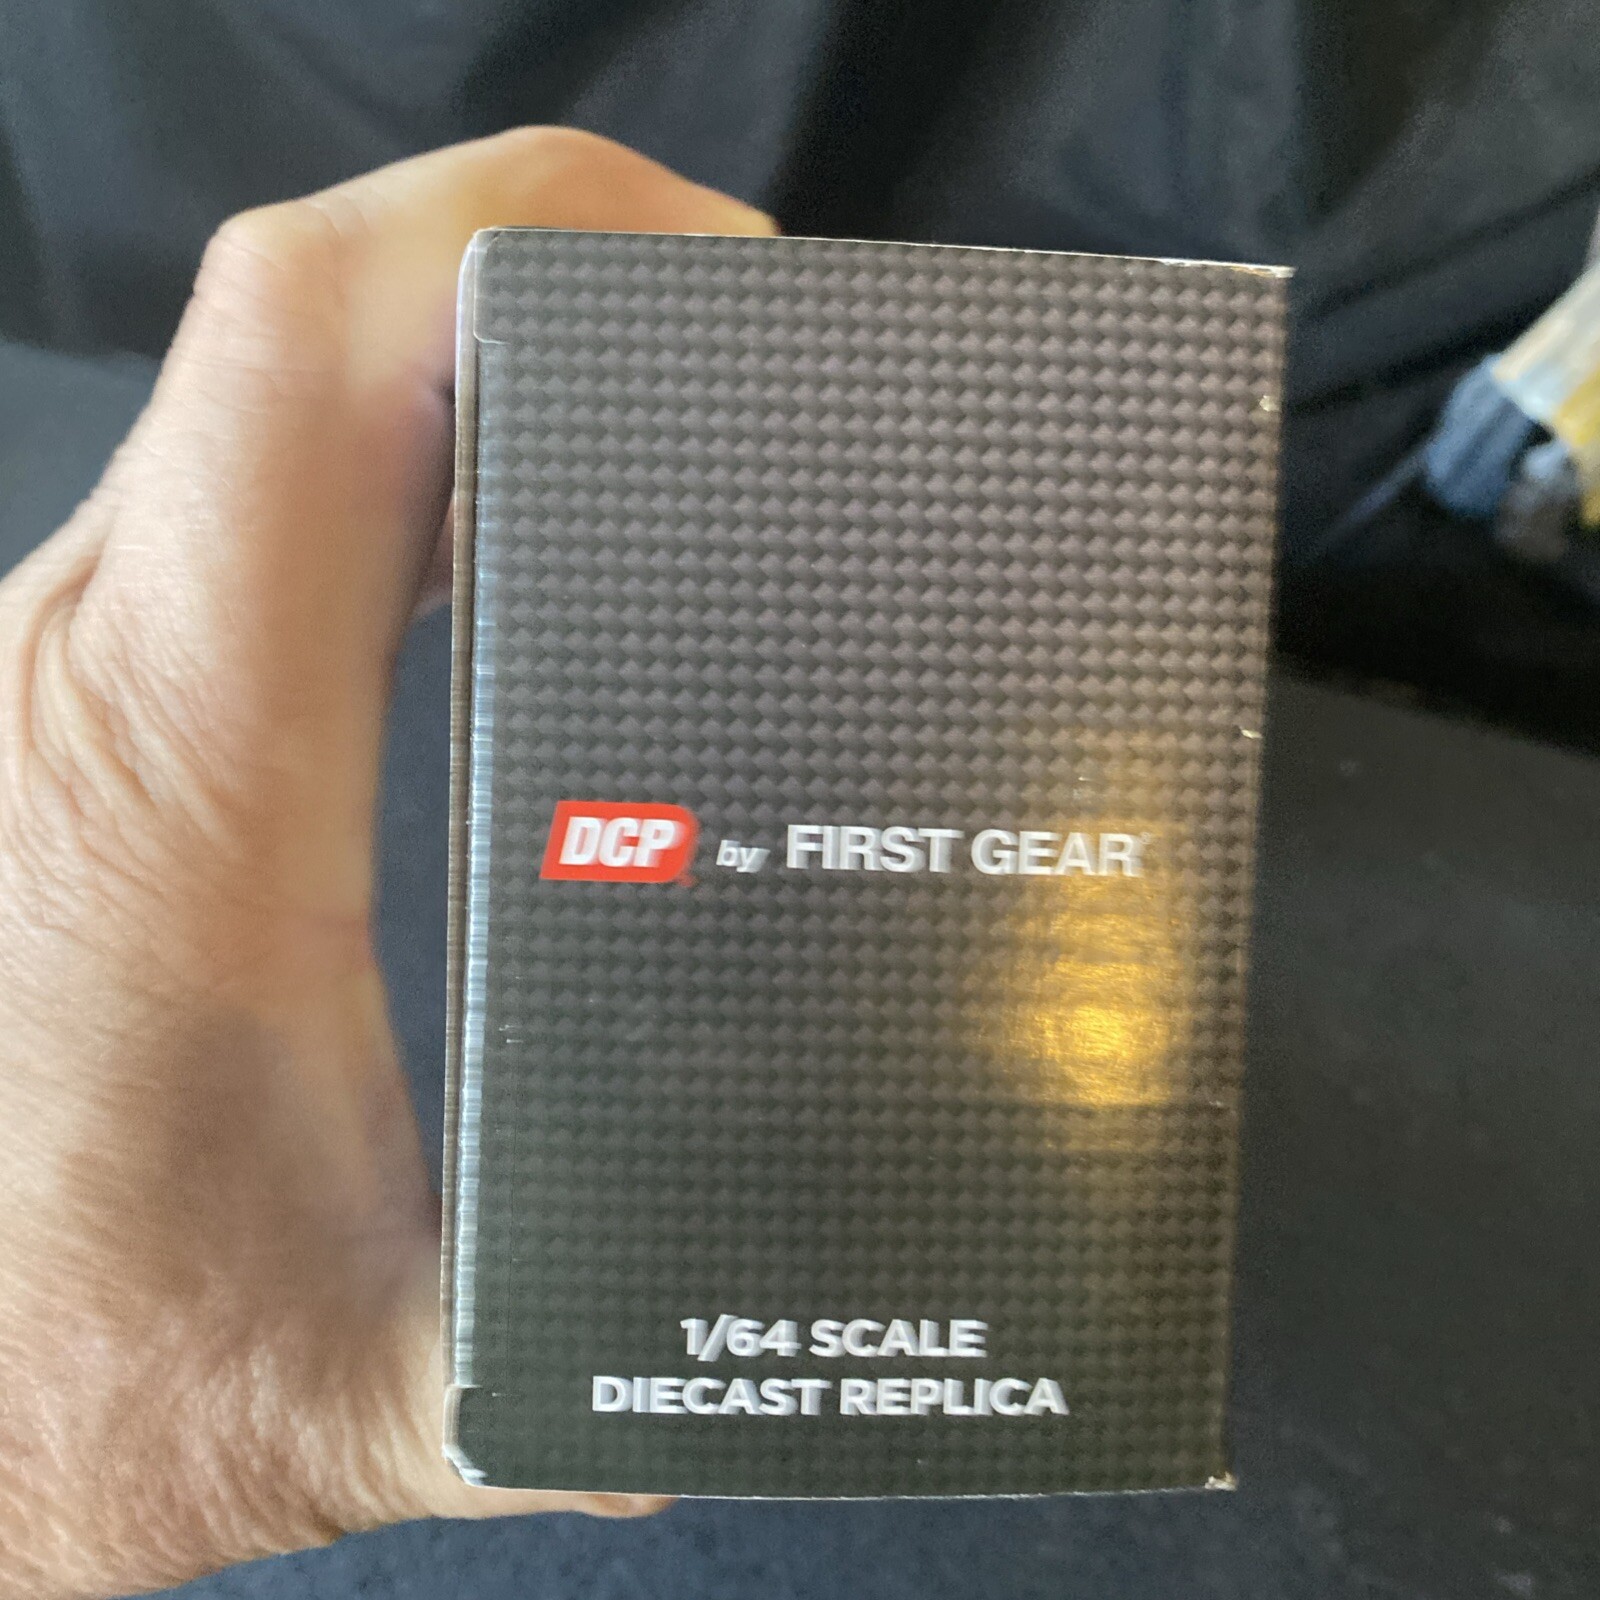 DCP® by FIRST GEAR®
1/64 SCALE
DIECAST REPLICA